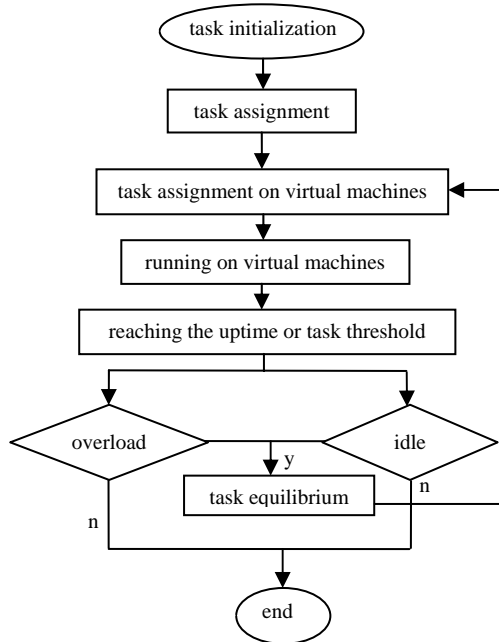 task initialization
task assignment
task assignment on virtual machines
running on virtual machines
reaching the uptime or task threshold
overload
idle
y
n
task equilibrium
n
end